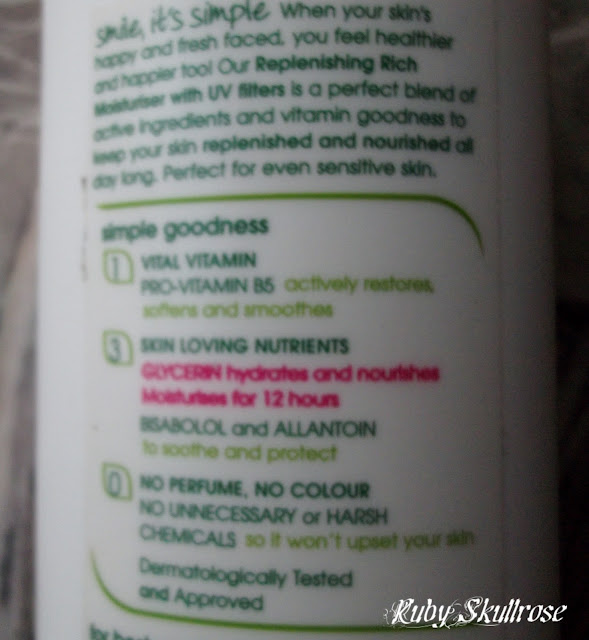 smile, it's simple When your skin's
happy and fresh faced, you feel healthier
and happier too! Our Replenishing Rich
Moisturiser with UV filters is a perfect blend of
active ingredients and vitamin goodness to
keep your skin replenished and nourished all
day long. Perfect for even sensitive skin.
simple goodness
1 VITAL VITAMIN
PRO-VITAMIN B5 actively restores,
softens and smoothes
3 SKIN LOVING NUTRIENTS
GLYCERIN hydrates and nourishes
Moisturises for 12 hours
BISABOLOL and ALLANTOIN
to soothe and protect
0 NO PERFUME, NO COLOUR
NO UNNECESSARY or HARSH
CHEMICALS so it won't upset your skin
Dermatologically Tested
and Approved
for
Ruby Skullrose